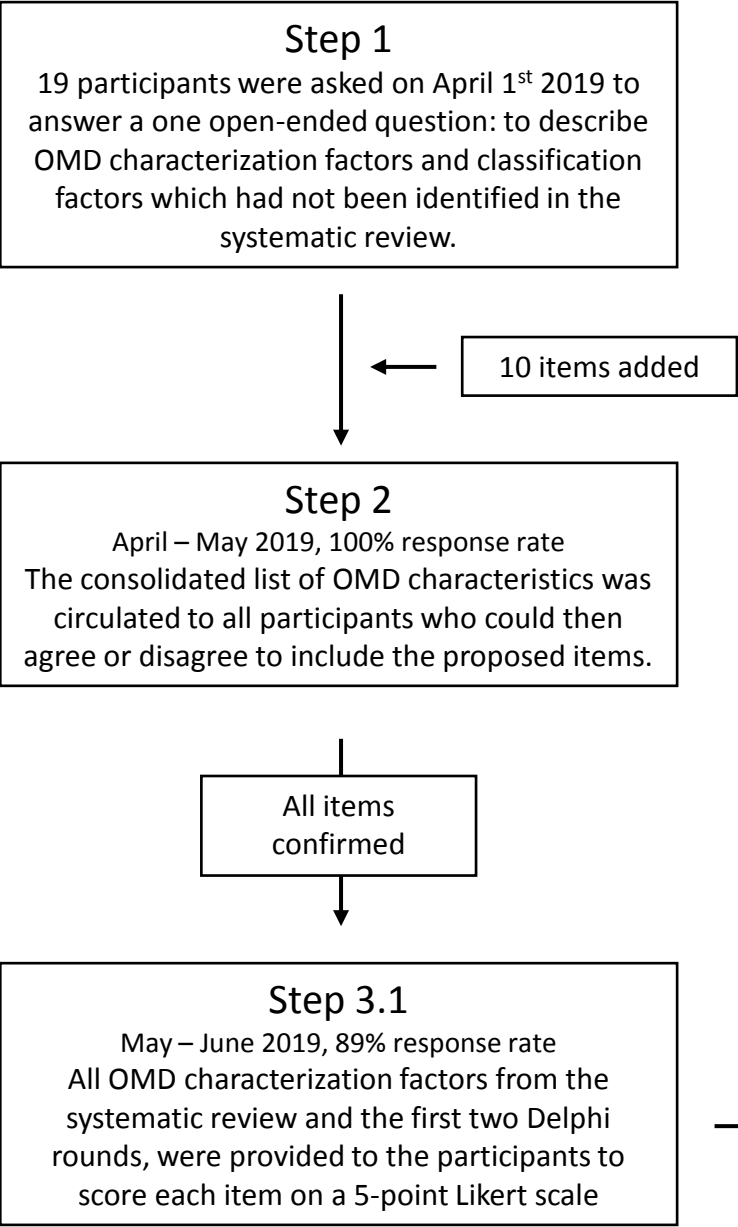 Step 1
19 participants were asked on April 1st 2019 to
answer a one open-ended question: to describe
OMD characterization factors and classification
factors which had not been identified in the
systematic review.
10 items added
Step 2
April – May 2019, 100% response rate
The consolidated list of OMD characteristics was
circulated to all participants who could then
agree or disagree to include the proposed items.
All items
confirmed
Step 3.1
May – June 2019, 89% response rate
All OMD characterization factors from the
systematic review and the first two Delphi
rounds, were provided to the participants to
score each item on a 5-point Likert scale